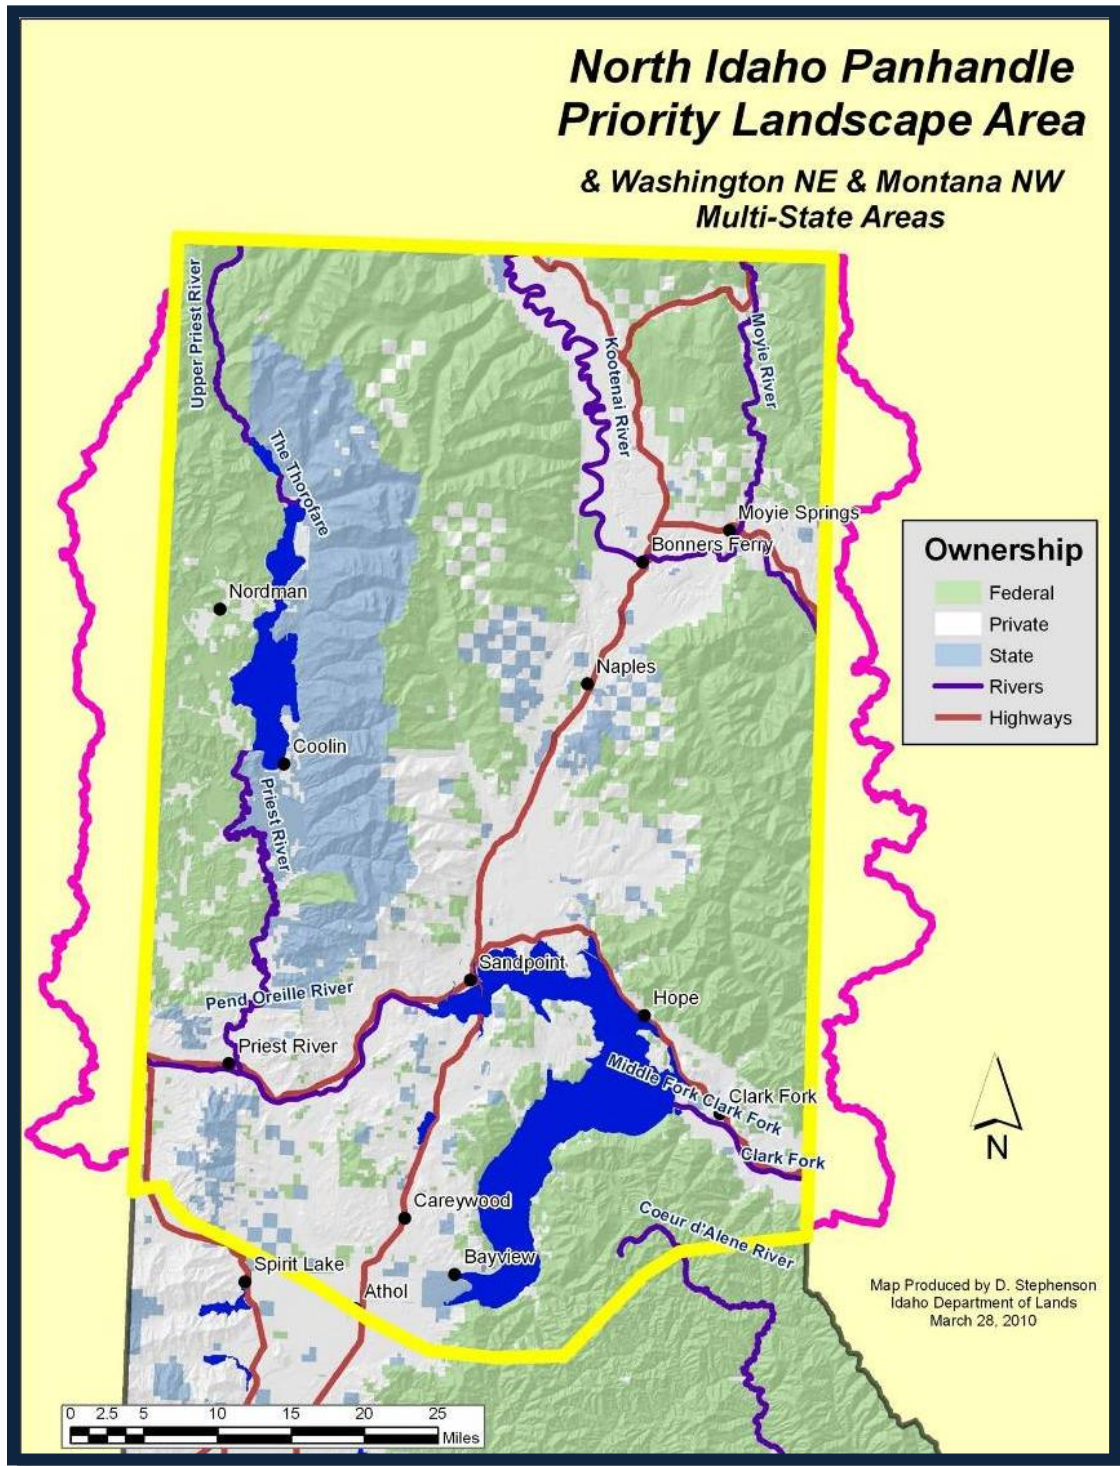 North Idaho Panhandle
Priority Landscape Area
& Washington NE & Montana NW
Multi-State Areas
Upper Priest River
The Thorofare
Kootenai River
Moyie River
Moyie Springs
Bonners Ferry
Nordman
Naples
Coolin
Priest River
Ownership
Federal
Private
State
Rivers
Highways
Sandpoint
Pend Oreille River
Hope
Priest River
Middle Fork Clark Fork
Clark Fork
Clark Fork
N
Careywood
Coeur d'Alene River
Bayview
Spirit Lake
Athol
Map Produced by D. Stephenson
Idaho Department of Lands
March 28, 2010
0 2.5 5 10 15 20 25
Miles